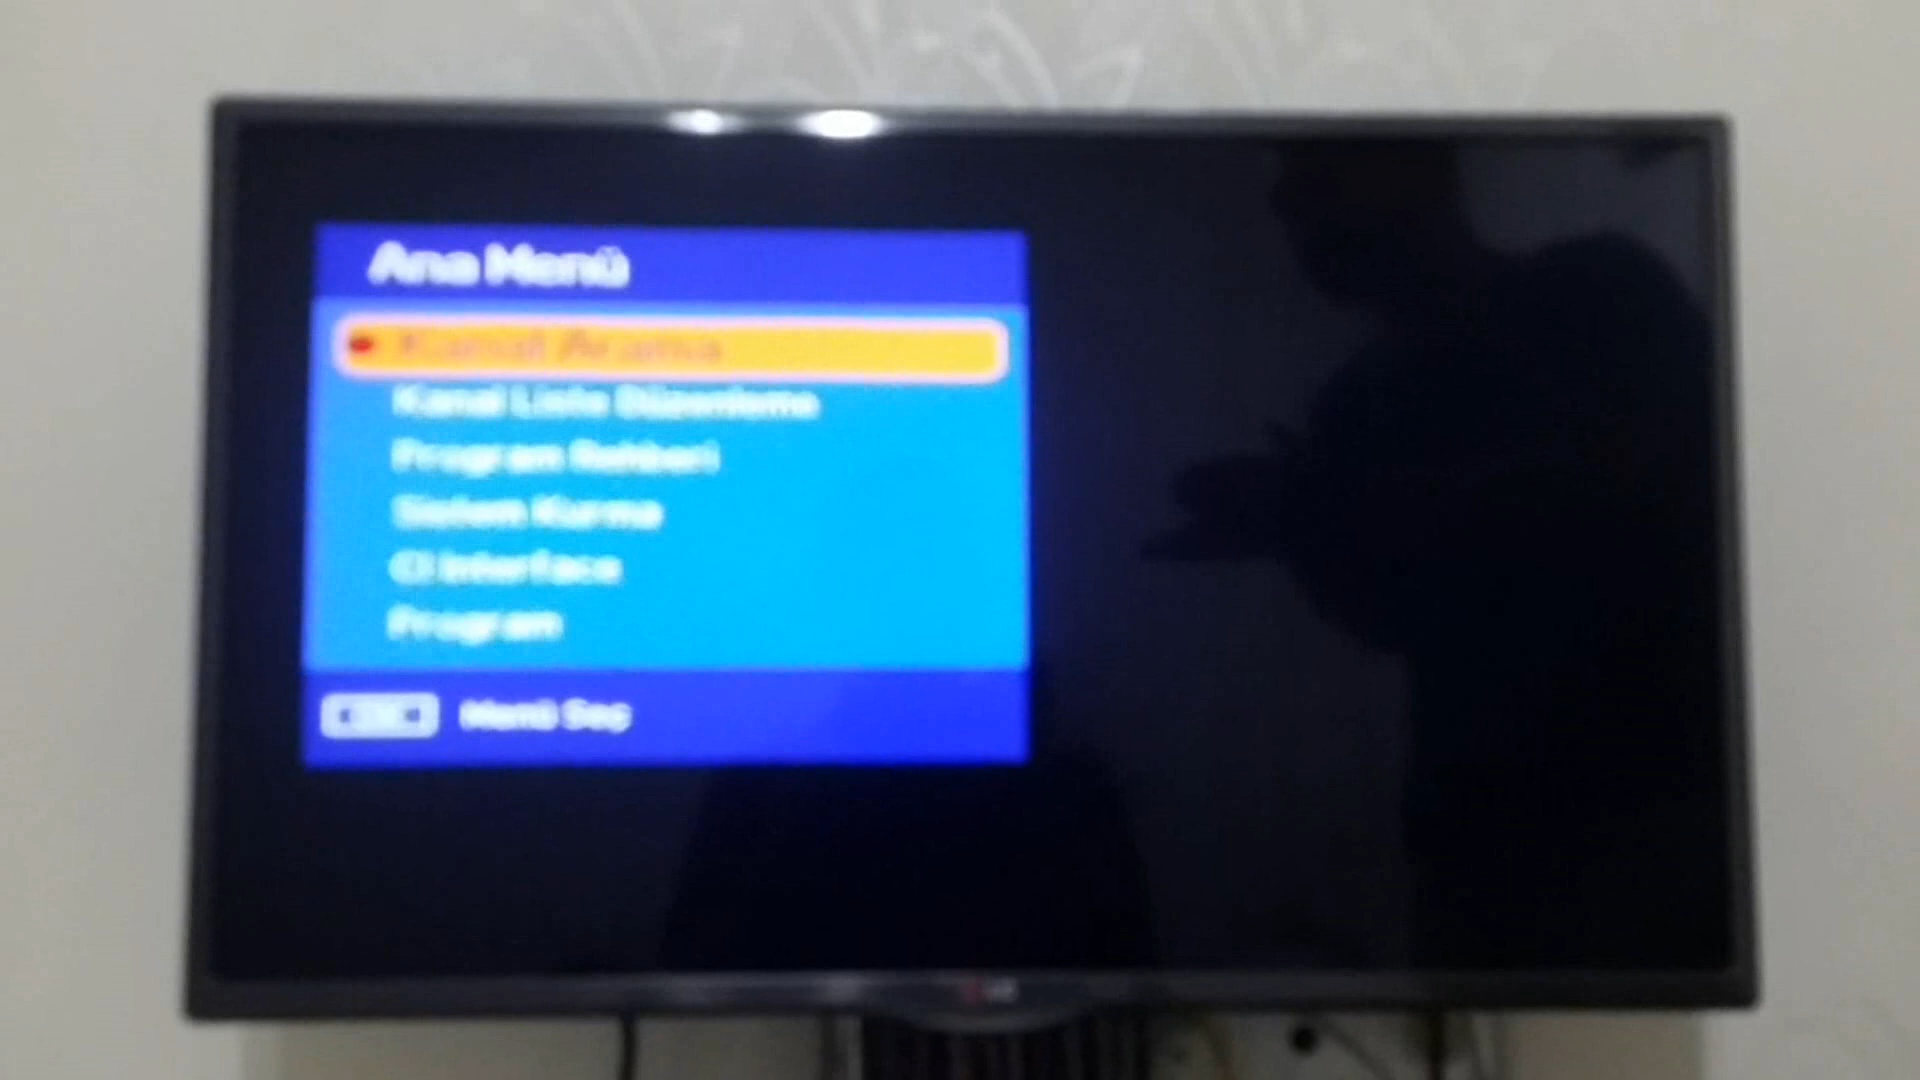 Ana Menü
Kanal Arama
Kanal Liste Düzenleme
Program Rehberi
Sistem Kurma
CI Interface
Program
Menü Seç